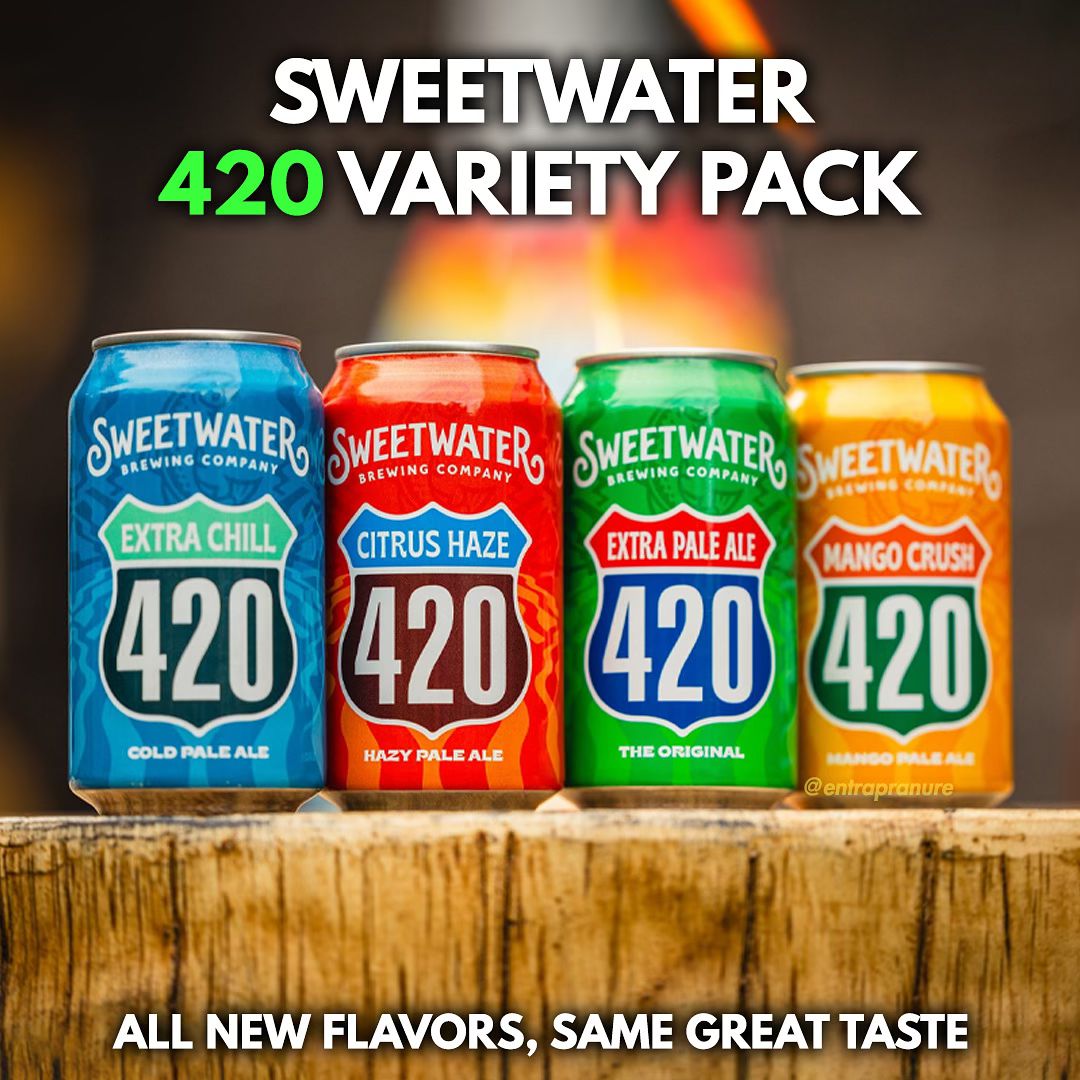 SWEETWATER
420 VARIETY PACK
SWEETWATER
BREWING COMPANY
EXTRA CHILL
420
COLD PALE ALE
SWEETWATER
BREWING COMPANY
CITRUS HAZE
420
HAZY PALE ALE
SWEETWATER
BREWING COMPANY
EXTRA PALE ALE
420
THE ORIGINAL
SWEETWATER
BREWING COMPANY
MANGO CRUSH
420
MANGO PALE ALE
@entrapranure
ALL NEW FLAVORS, SAME GREAT TASTE